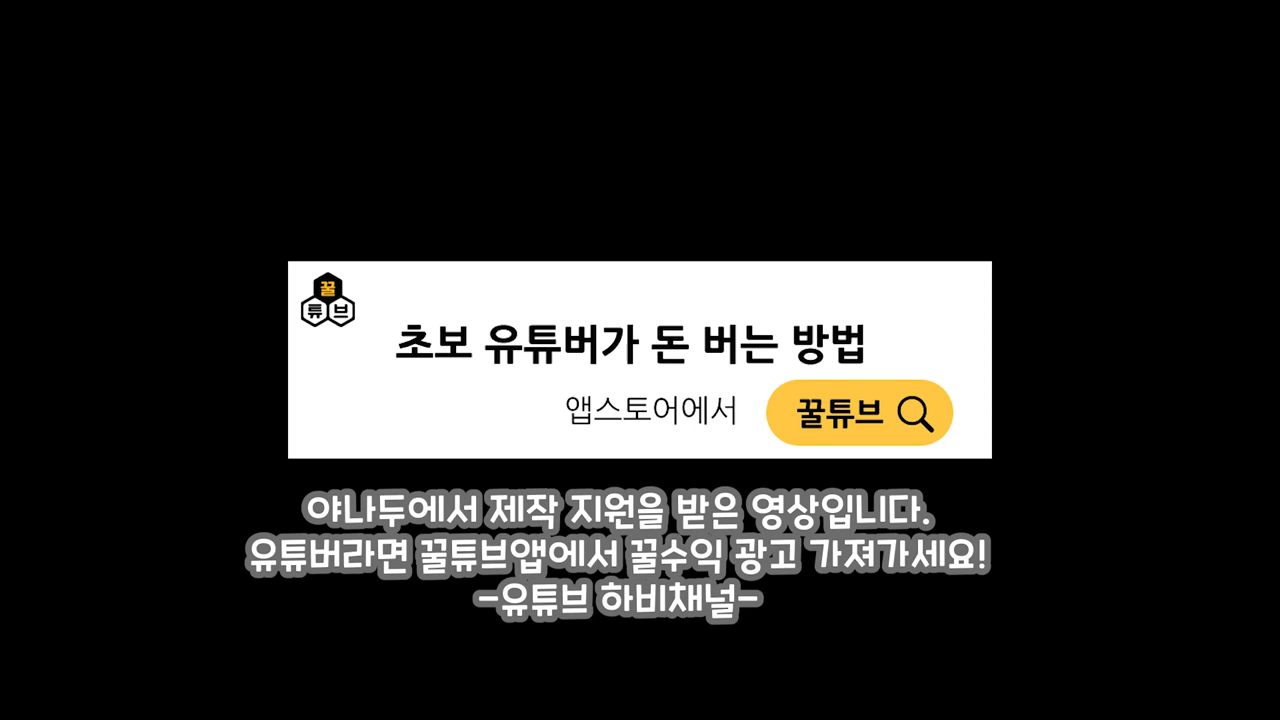 꿀
튜브
초보 유튜버가 돈 버는 방법
앱스토어에서 꿀튜브
야나두에서 제작 지원을 받은 영상입니다.
유튜버라면 꿀튜브앱에서 꿀수익 광고 가져가세요!
-유튜브 하비채널-